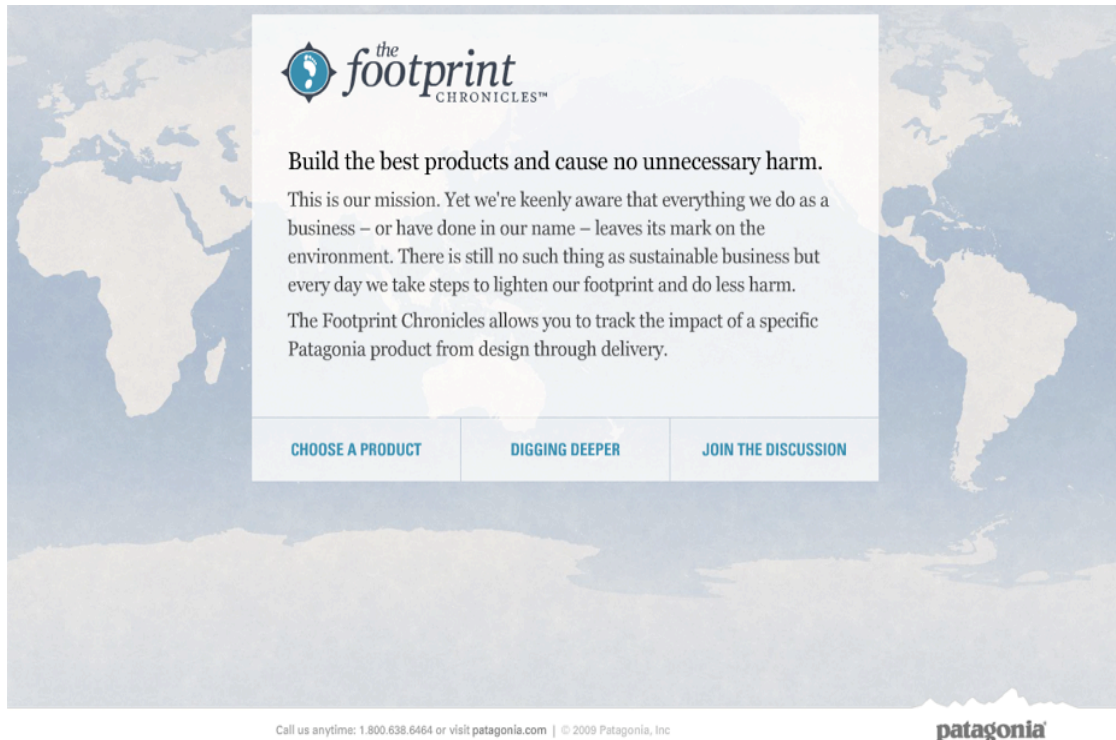 the
footprint
CHRONICLES™
Build the best products and cause no unnecessary harm.
This is our mission. Yet we're keenly aware that everything we do as a
business – or have done in our name – leaves its mark on the
environment. There is still no such thing as sustainable business but
every day we take steps to lighten our footprint and do less harm.
The Footprint Chronicles allows you to track the impact of a specific
Patagonia product from design through delivery.
CHOOSE A PRODUCT
DIGGING DEEPER
JOIN THE DISCUSSION
Call us anytime: 1.800.638.6464 or visit patagonia.com | © 2009 Patagonia, Inc
patagonia